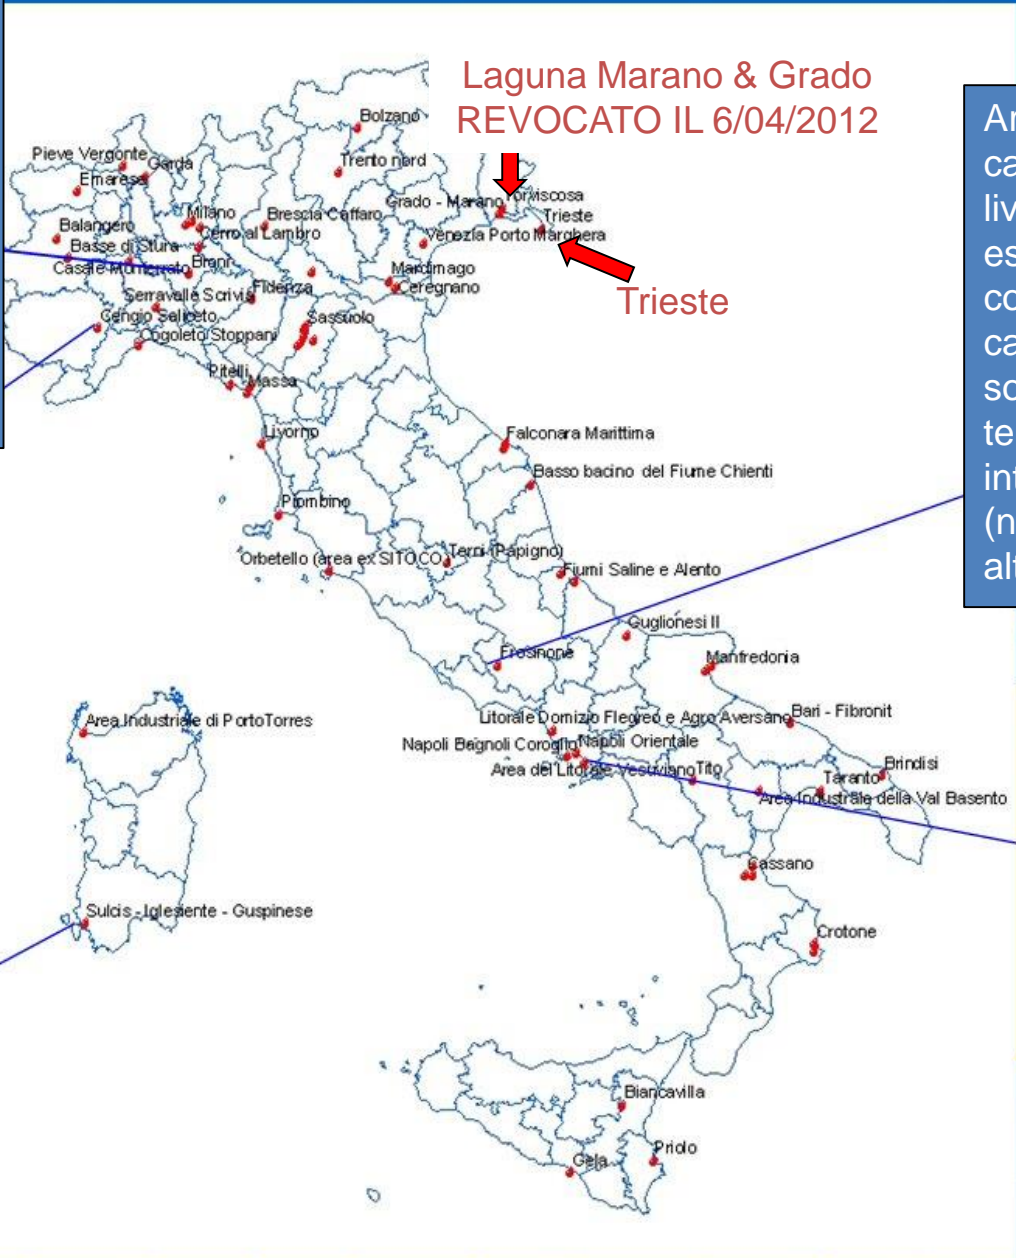 Laguna Marano & Grado
REVOCATO IL 6/04/2012
Bolzano
Pieve Vergonte
Garda
Trento nord
Emarese
Grado - Marano
Torviscosa
Milano
Brescia Caffaro
Trieste
Balangero
Cerro al Lambro
Venezia Porto Marghera
Basse di Stura
Casale Monferrato
Broni
Mardimago
Ceregnano
Trieste
Serravalle Scrivia
Fidenza
Cengio Saliceto
Sassuolo
Cogoleto Stoppani
Pitelli
Massa
Livorno
Falconara Marittima
Basso bacino del Fiume Chienti
Piombino
Orbetello (area ex SITOCO)
Terni (Papigno)
Fiumi Saline e Alento
Guglionesi II
Frosinone
Manfredonia
Area Industriale di PortoTorres
Litorale Domizio Flegreo e Agro Aversano
Bari - Fibronit
Napoli Bagnoli Coroglio
Napoli Orientale
Area del Litorale Vesuviano
Tito
Brindisi
Taranto
Area Industriale della Val Basento
Cassano
Sulcis - Iglesiente - Guspinese
Crotone
Biancavilla
Priolo
Gela